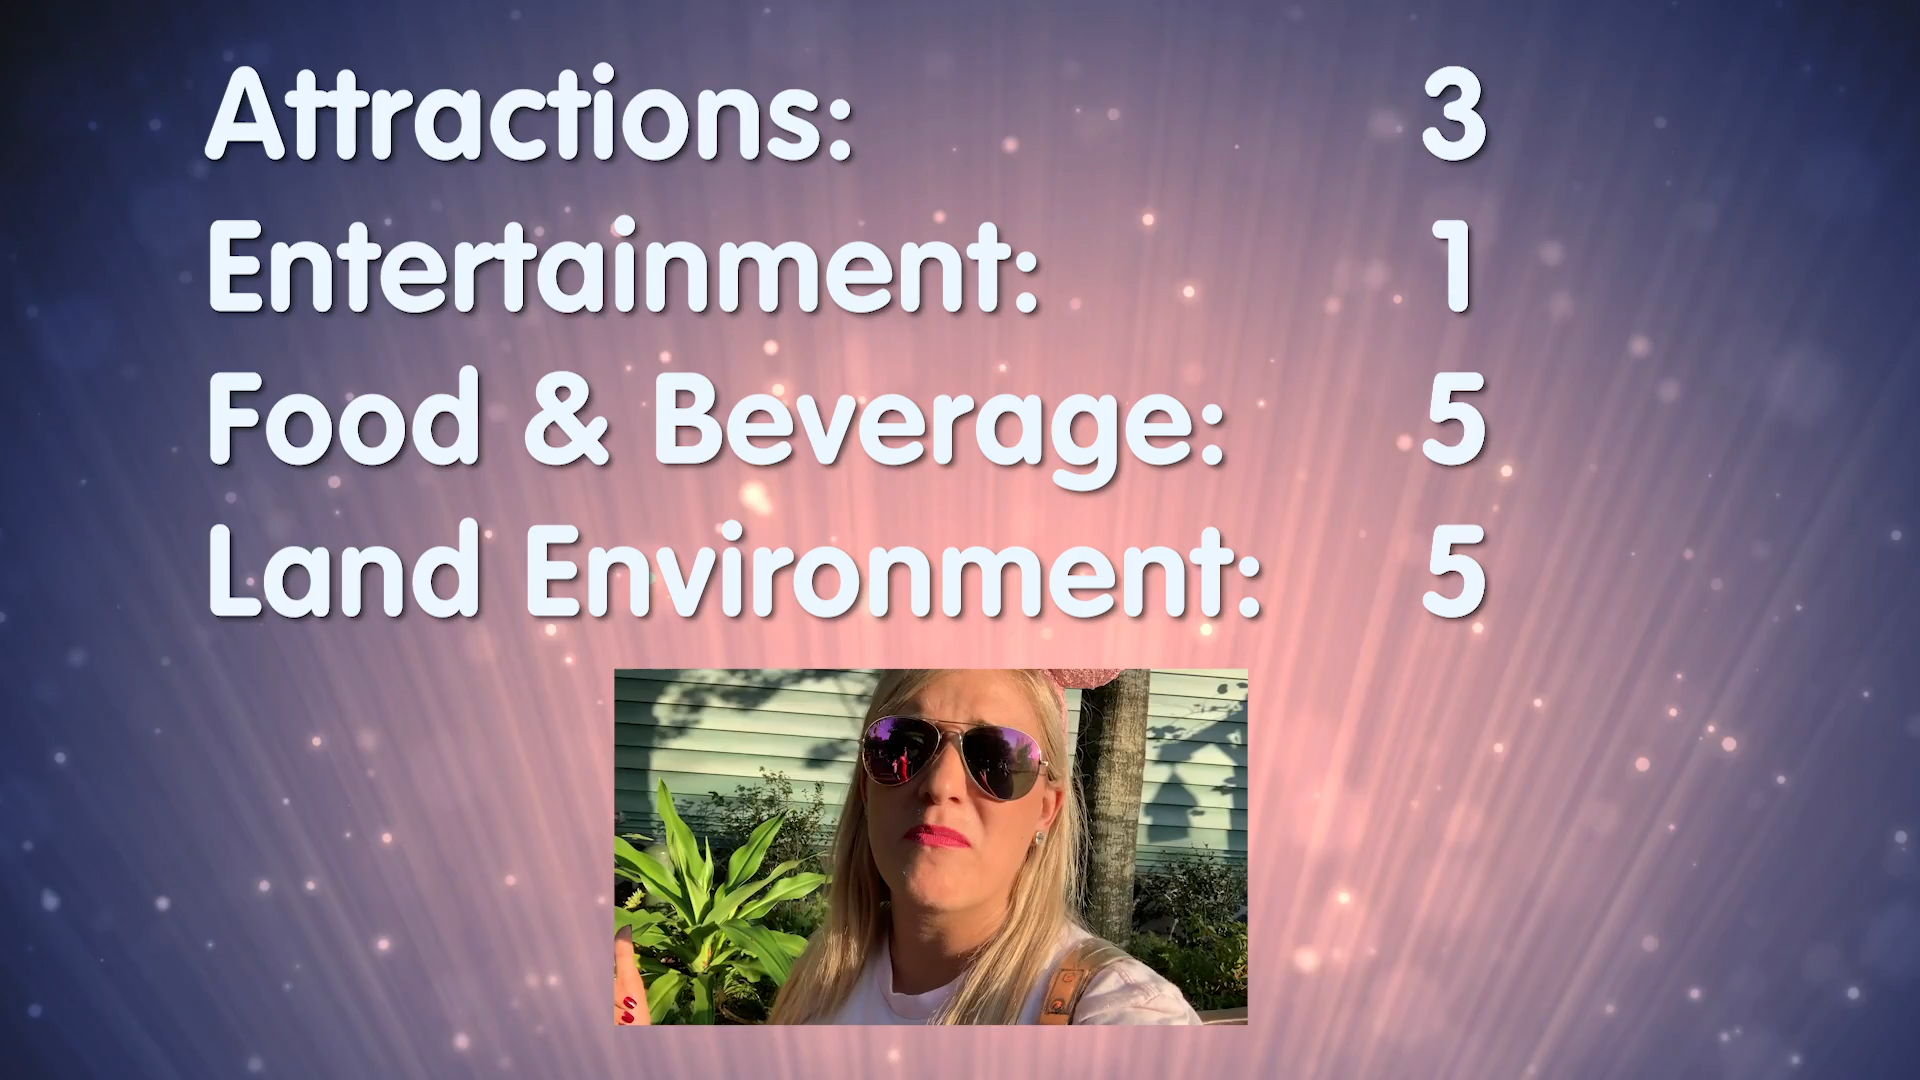 Attractions: 3
Entertainment: 1
Food & Beverage: 5
Land Environment: 5